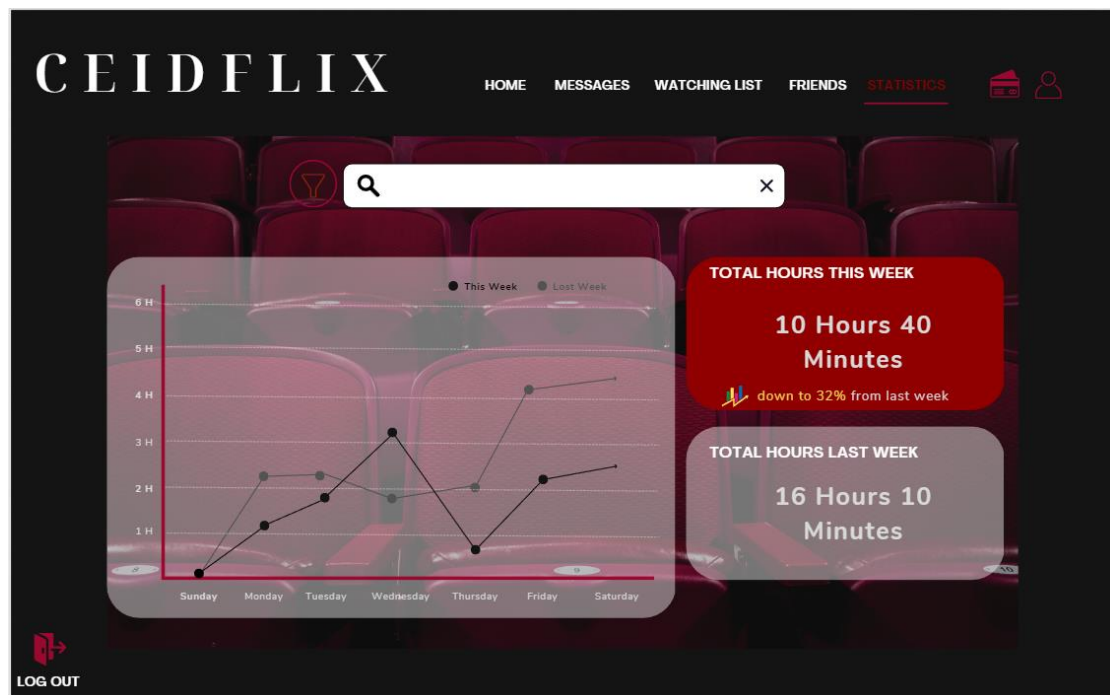 CEIDFLIX
HOME MESSAGES WATCHING LIST FRIENDS STATISTICS
This Week Last Week
6 H
5 H
4 H
3 H
2 H
1 H
Sunday Monday Tuesday Wednesday Thursday Friday Saturday
TOTAL HOURS THIS WEEK
10 Hours 40
Minutes
down to 32% from last week
TOTAL HOURS LAST WEEK
16 Hours 10
Minutes
9
10
LOG OUT